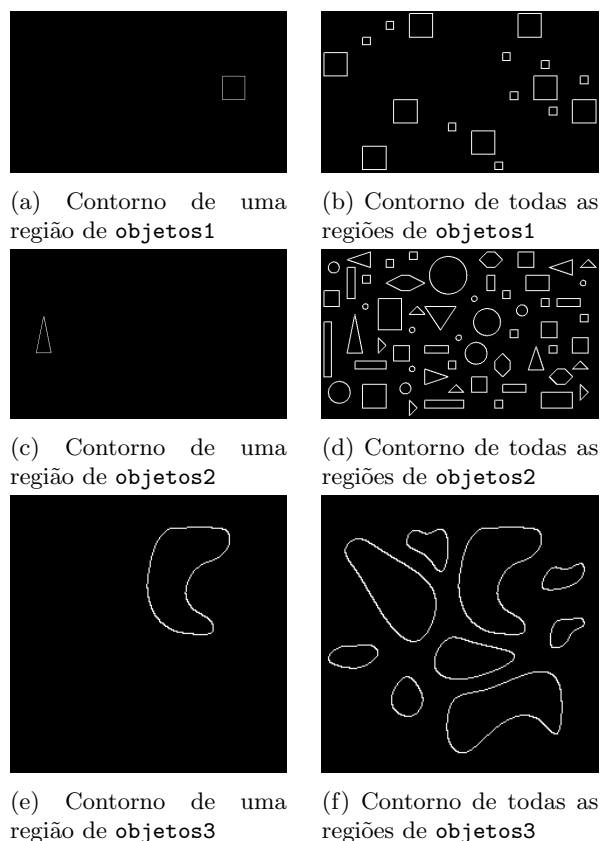 (a) Contorno de uma
região de objetos1
(b) Contorno de todas as
regiões de objetos1
(c) Contorno de uma
região de objetos2
(d) Contorno de todas as
regiões de objetos2
(e) Contorno de uma
região de objetos3
(f) Contorno de todas as
regiões de objetos3